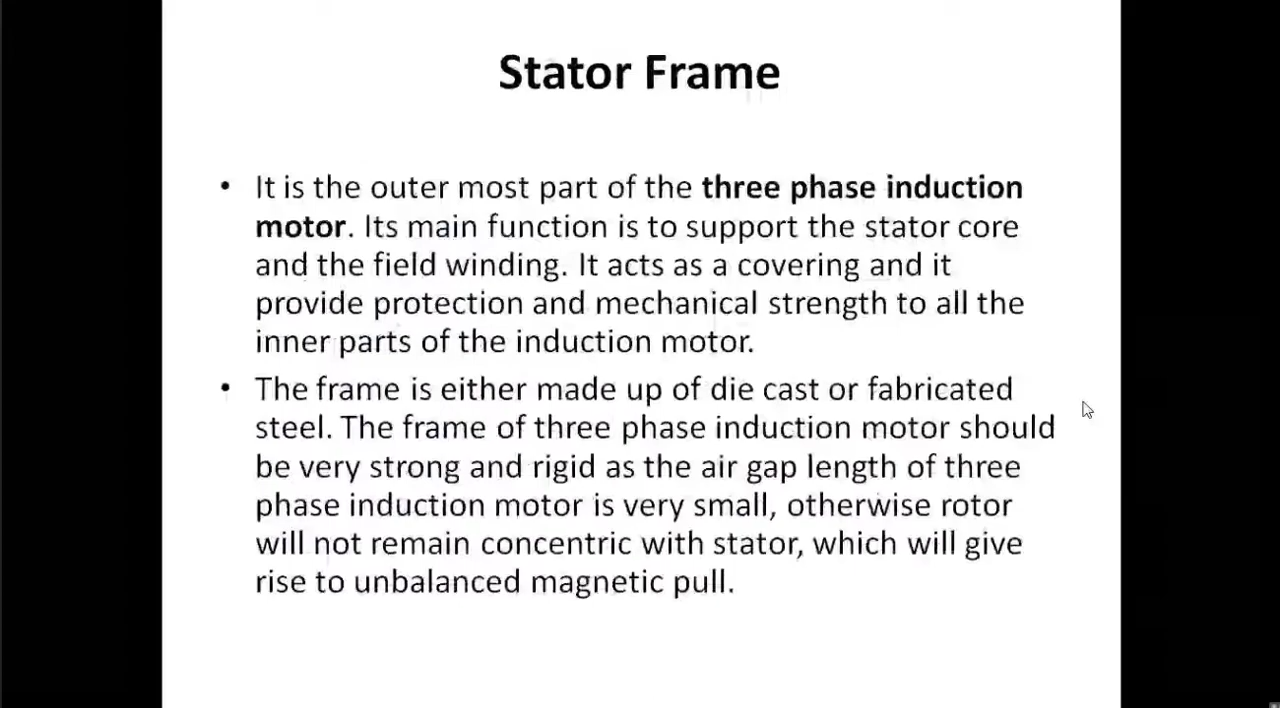 Stator Frame
• It is the outer most part of the three phase induction
motor. Its main function is to support the stator core
and the field winding. It acts as a covering and it
provide protection and mechanical strength to all the
inner parts of the induction motor.
• The frame is either made up of die cast or fabricated
steel. The frame of three phase induction motor should
be very strong and rigid as the air gap length of three
phase induction motor is very small, otherwise rotor
will not remain concentric with stator, which will give
rise to unbalanced magnetic pull.